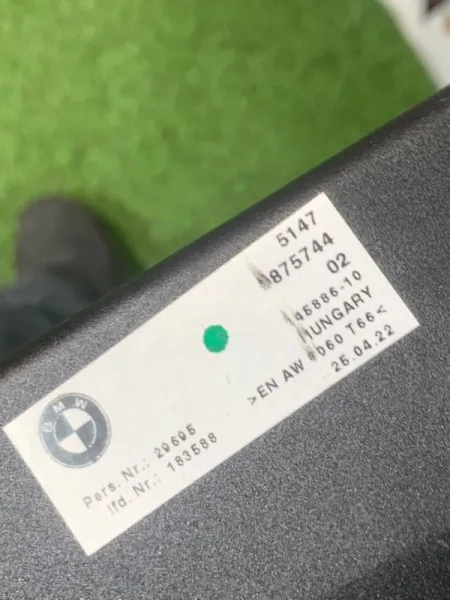 5147
875744
02
45886-10
HUNGARY
>EN AW 6060 T66<
25.04.22
BMW
Pers. Nr.: 29695
lfd. Nr.: 183588